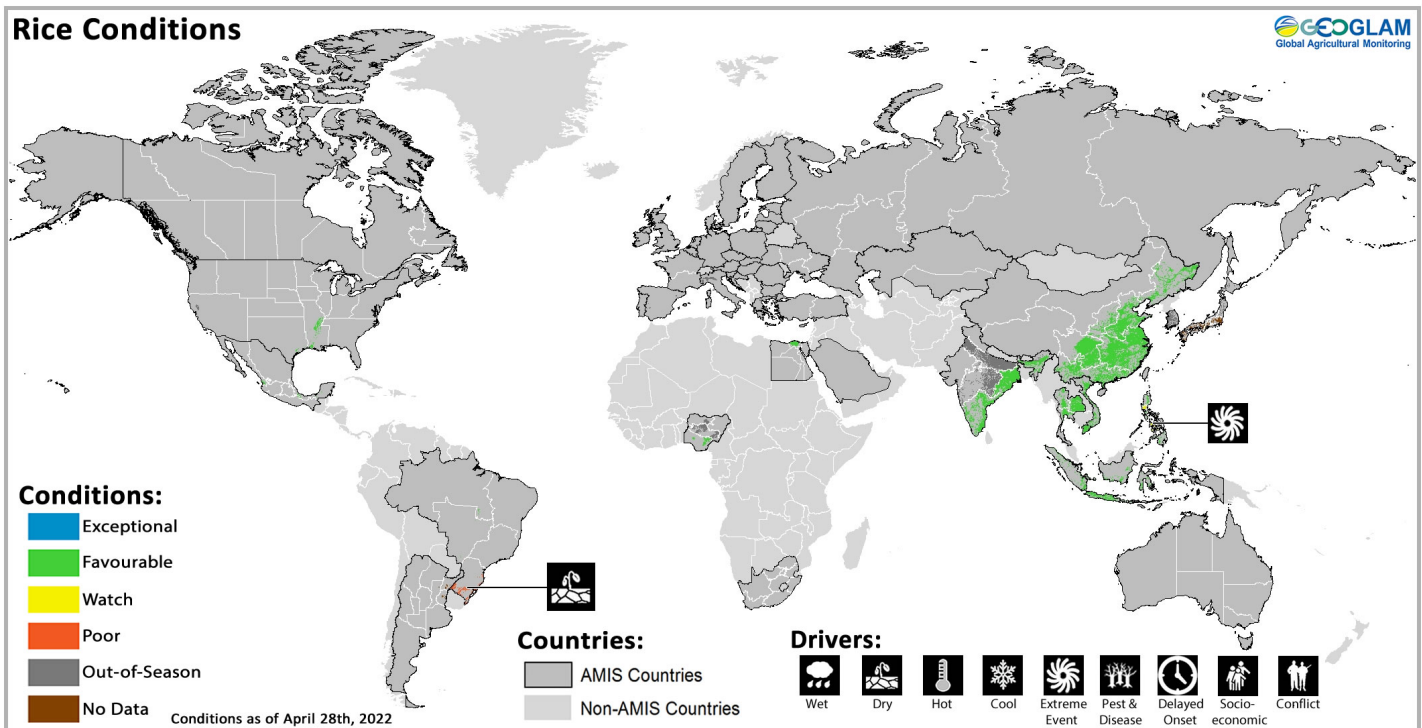 Rice Conditions
GEOGLAM
Global Agricultural Monitoring
Conditions:
Exceptional
Favourable
Watch
Poor
Out-of-Season
No Data
Conditions as of April 28th, 2022
Countries:
AMIS Countries
Non-AMIS Countries
Drivers:
Wet
Dry
Hot
Cool
Extreme
Event
Pest &
Disease
Delayed
Onset
Socio-
economic
Conflict